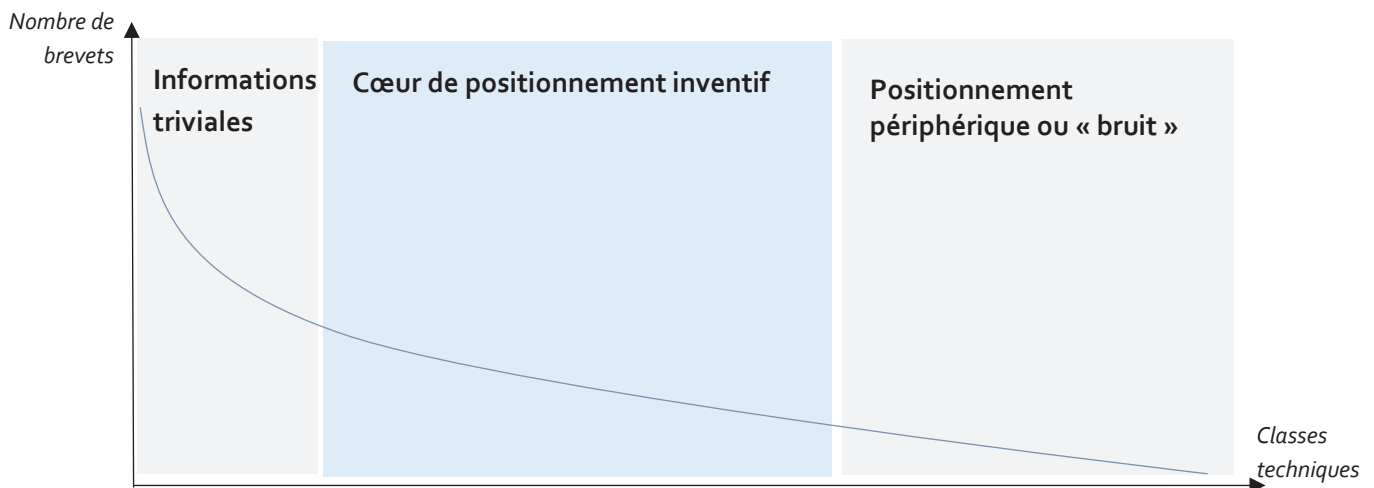 Nombre de
brevets
Informations
triviales
Cœur de positionnement inventif
Positionnement
périphérique ou « bruit »
Classes
techniques